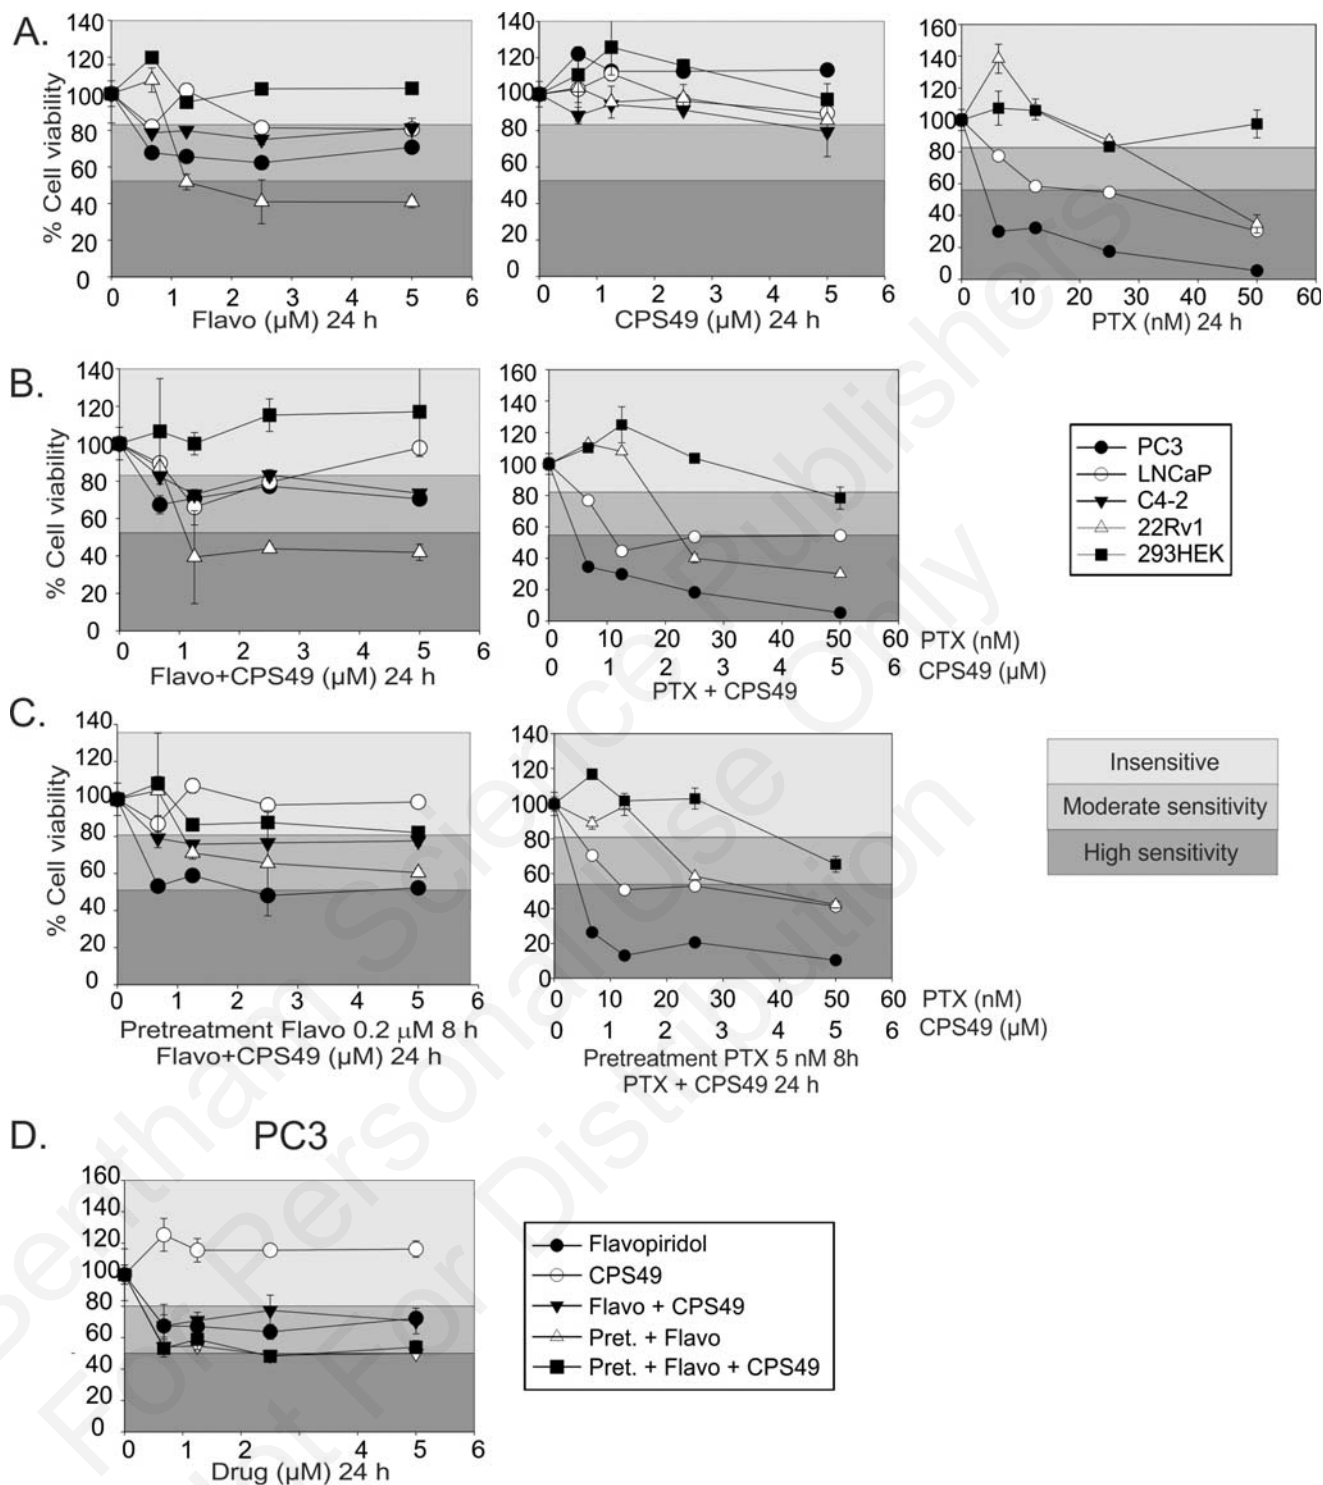 A.
% Cell viability
140
120
100
80
60
40
20
0
0 1 2 3 4 5 6
Flavo (µM) 24 h
140
120
100
80
60
40
20
0
0 1 2 3 4 5 6
CPS49 (µM) 24 h
160
140
120
100
80
60
40
20
0
0 10 20 30 40 50 60
PTX (nM) 24 h
B.
% Cell viability
140
120
100
80
60
40
20
0
0 1 2 3 4 5 6
Flavo+CPS49 (µM) 24 h
160
140
120
100
80
60
40
20
0
0 10 20 30 40 50 60 PTX (nM)
0 1 2 3 4 5 6 CPS49 (µM)
PTX + CPS49
PC3
LNCaP
C4-2
22Rv1
293HEK
C.
% Cell viability
140
120
100
80
60
40
20
0
0 1 2 3 4 5 6
Pretreatment Flavo 0.2 µM 8 h
Flavo+CPS49 (µM) 24 h
140
120
100
80
60
40
20
0
0 10 20 30 40 50 60 PTX (nM)
0 1 2 3 4 5 6 CPS49 (µM)
Pretreatment PTX 5 nM 8h
PTX + CPS49 24 h
Insensitive
Moderate sensitivity
High sensitivity
D.
PC3
160
140
120
100
80
60
40
20
0
0 1 2 3 4 5 6
Drug (µM) 24 h
Flavopiridol
CPS49
Flavo + CPS49
Pret. + Flavo
Pret. + Flavo + CPS49
Bentham Science Publishers
For Personal Use Only
Not For Distribution